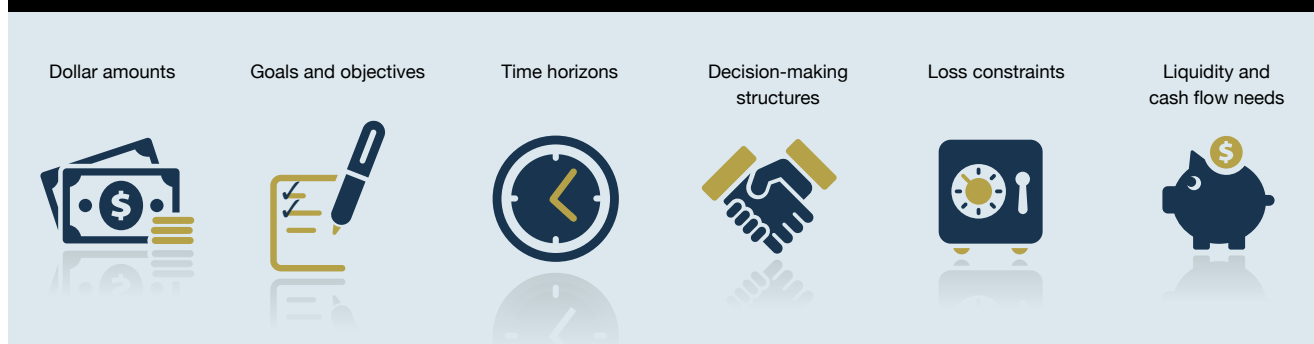 Dollar amounts
Goals and objectives
Time horizons
Decision-making
structures
Loss constraints
Liquidity and
cash flow needs
$
$